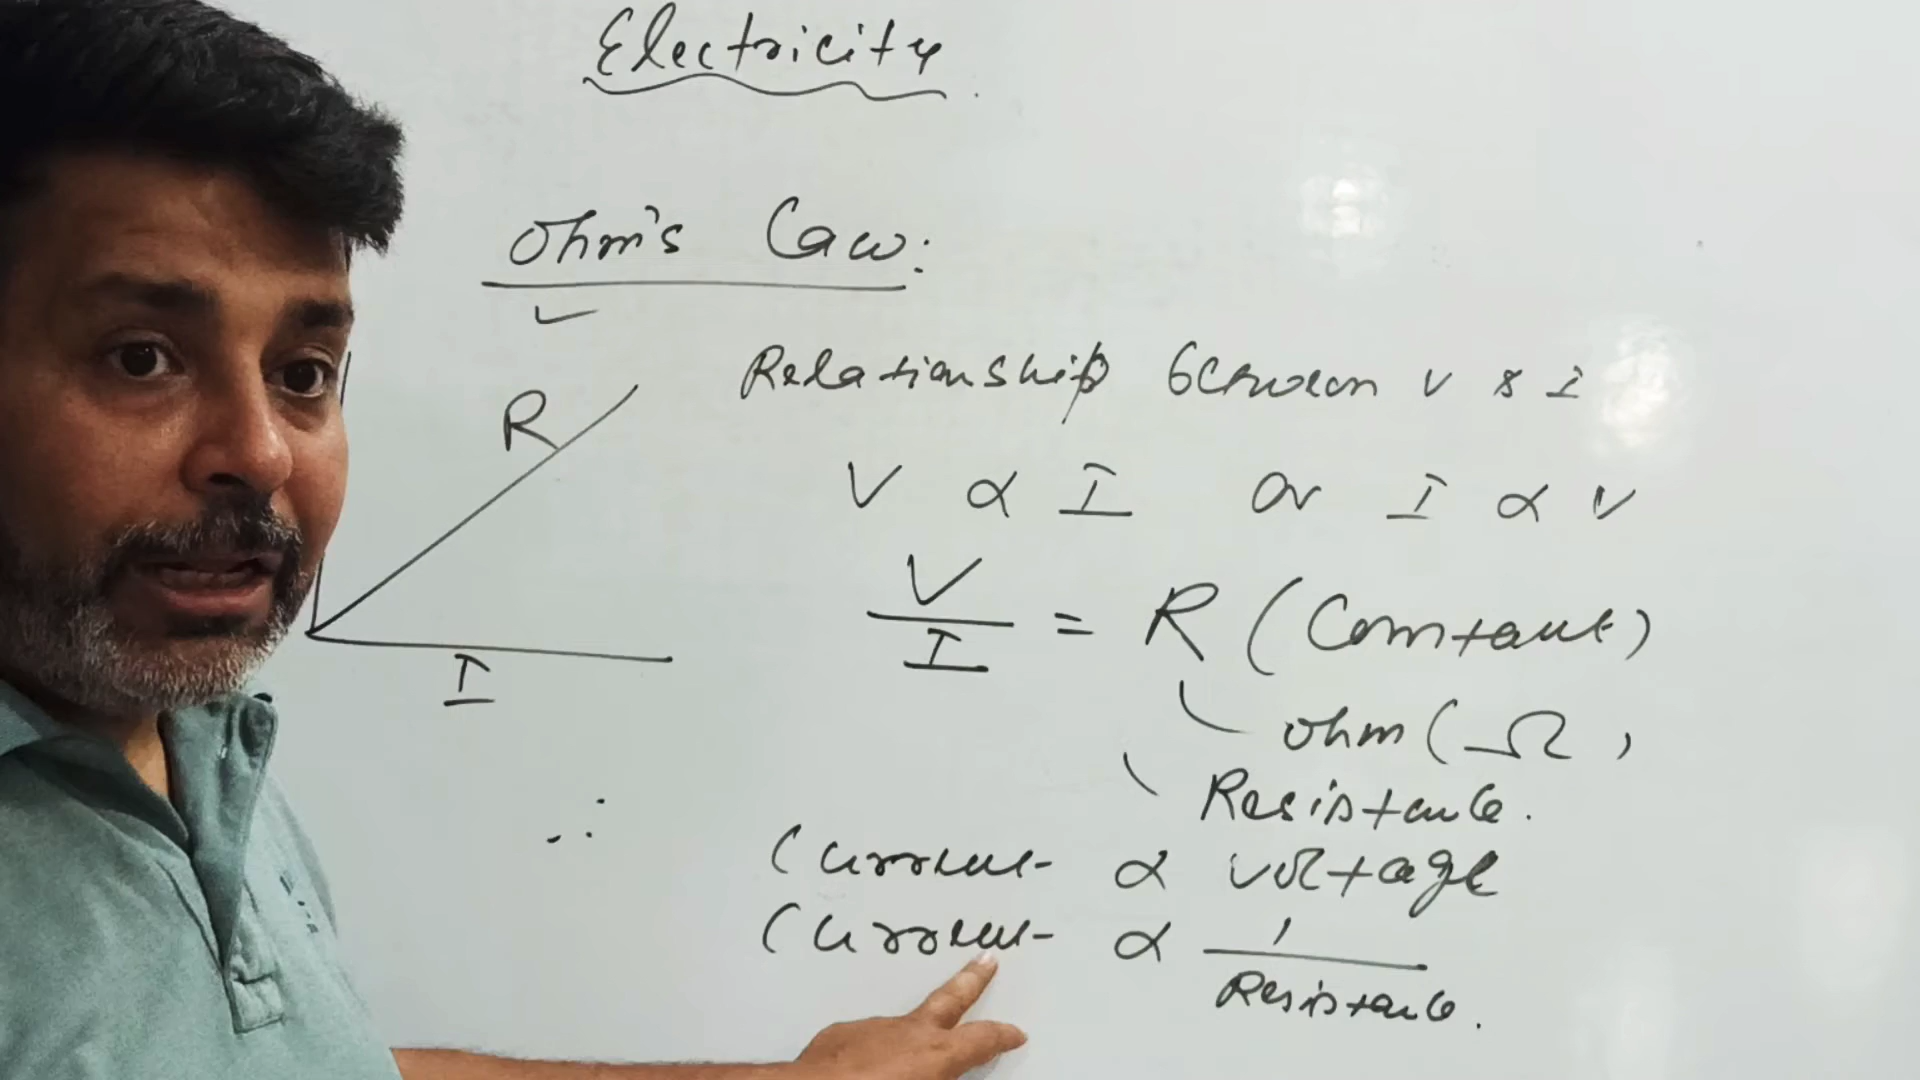 Electricity
Ohm's Law:
R
I
Relationship between V & I
V ∝ I or I ∝ V
V
I
= R (Constant)
ohm (Ω)
Resistance.
∴
Current ∝ voltage
Current ∝ 1
Resistance.